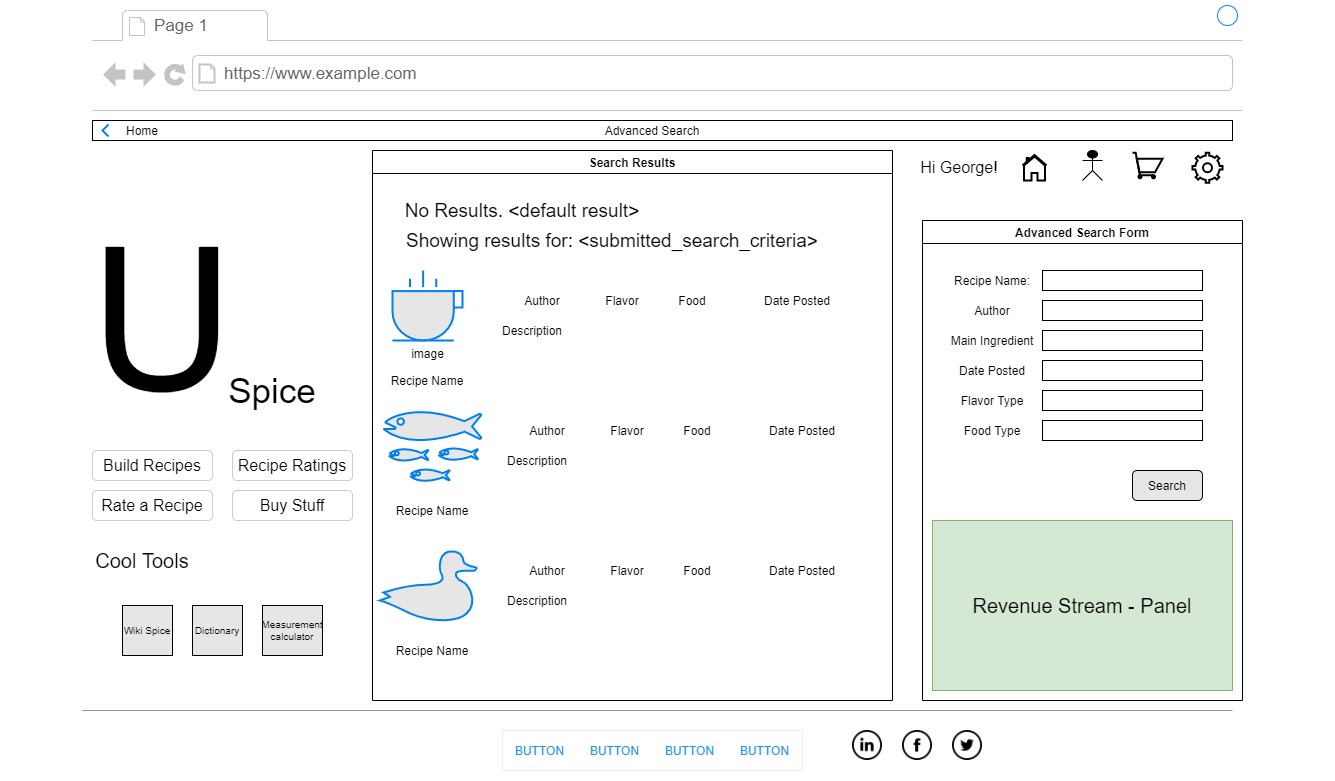 Page 1
https://www.example.com
Home
Advanced Search
Search Results
Hi George!
No Results. <default result>
Showing results for: <submitted_search_criteria>
Author Flavor Food Date Posted
Description
image
Recipe Name
Author Flavor Food Date Posted
Description
Recipe Name
Author Flavor Food Date Posted
Description
Recipe Name
U Spice
Build Recipes
Recipe Ratings
Rate a Recipe
Buy Stuff
Cool Tools
Wiki Spice
Dictionary
Measurement
calculator
Advanced Search Form
Recipe Name:
Author
Main Ingredient
Date Posted
Flavor Type
Food Type
Search
Revenue Stream - Panel
BUTTON BUTTON BUTTON BUTTON
in f